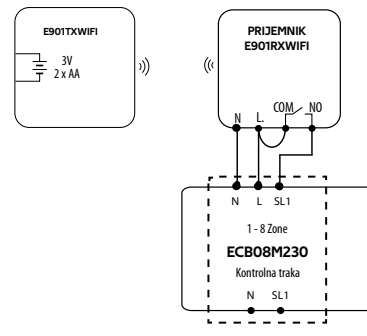 E901TXWIFI
3V
2 x AA
PRIJEMNIK
E901RXWIFI
COM NO
N L.
N L SL1
1 - 8 Zone
ECB08M230
Kontrolna traka
N SL1